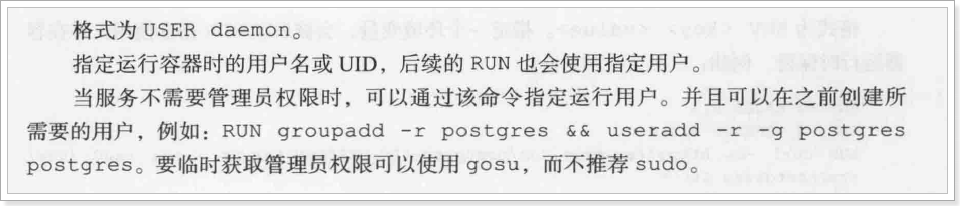 格式为 USER daemon。
指定运行容器时的用户名或 UID，后续的 RUN 也会使用指定用户。
当服务不需要管理员权限时，可以通过该命令指定运行用户。并且可以在之前创建所
需要的用户，例如：RUN groupadd -r postgres && useradd -r -g postgres
postgres。要临时获取管理员权限可以使用 gosu，而不推荐 sudo。